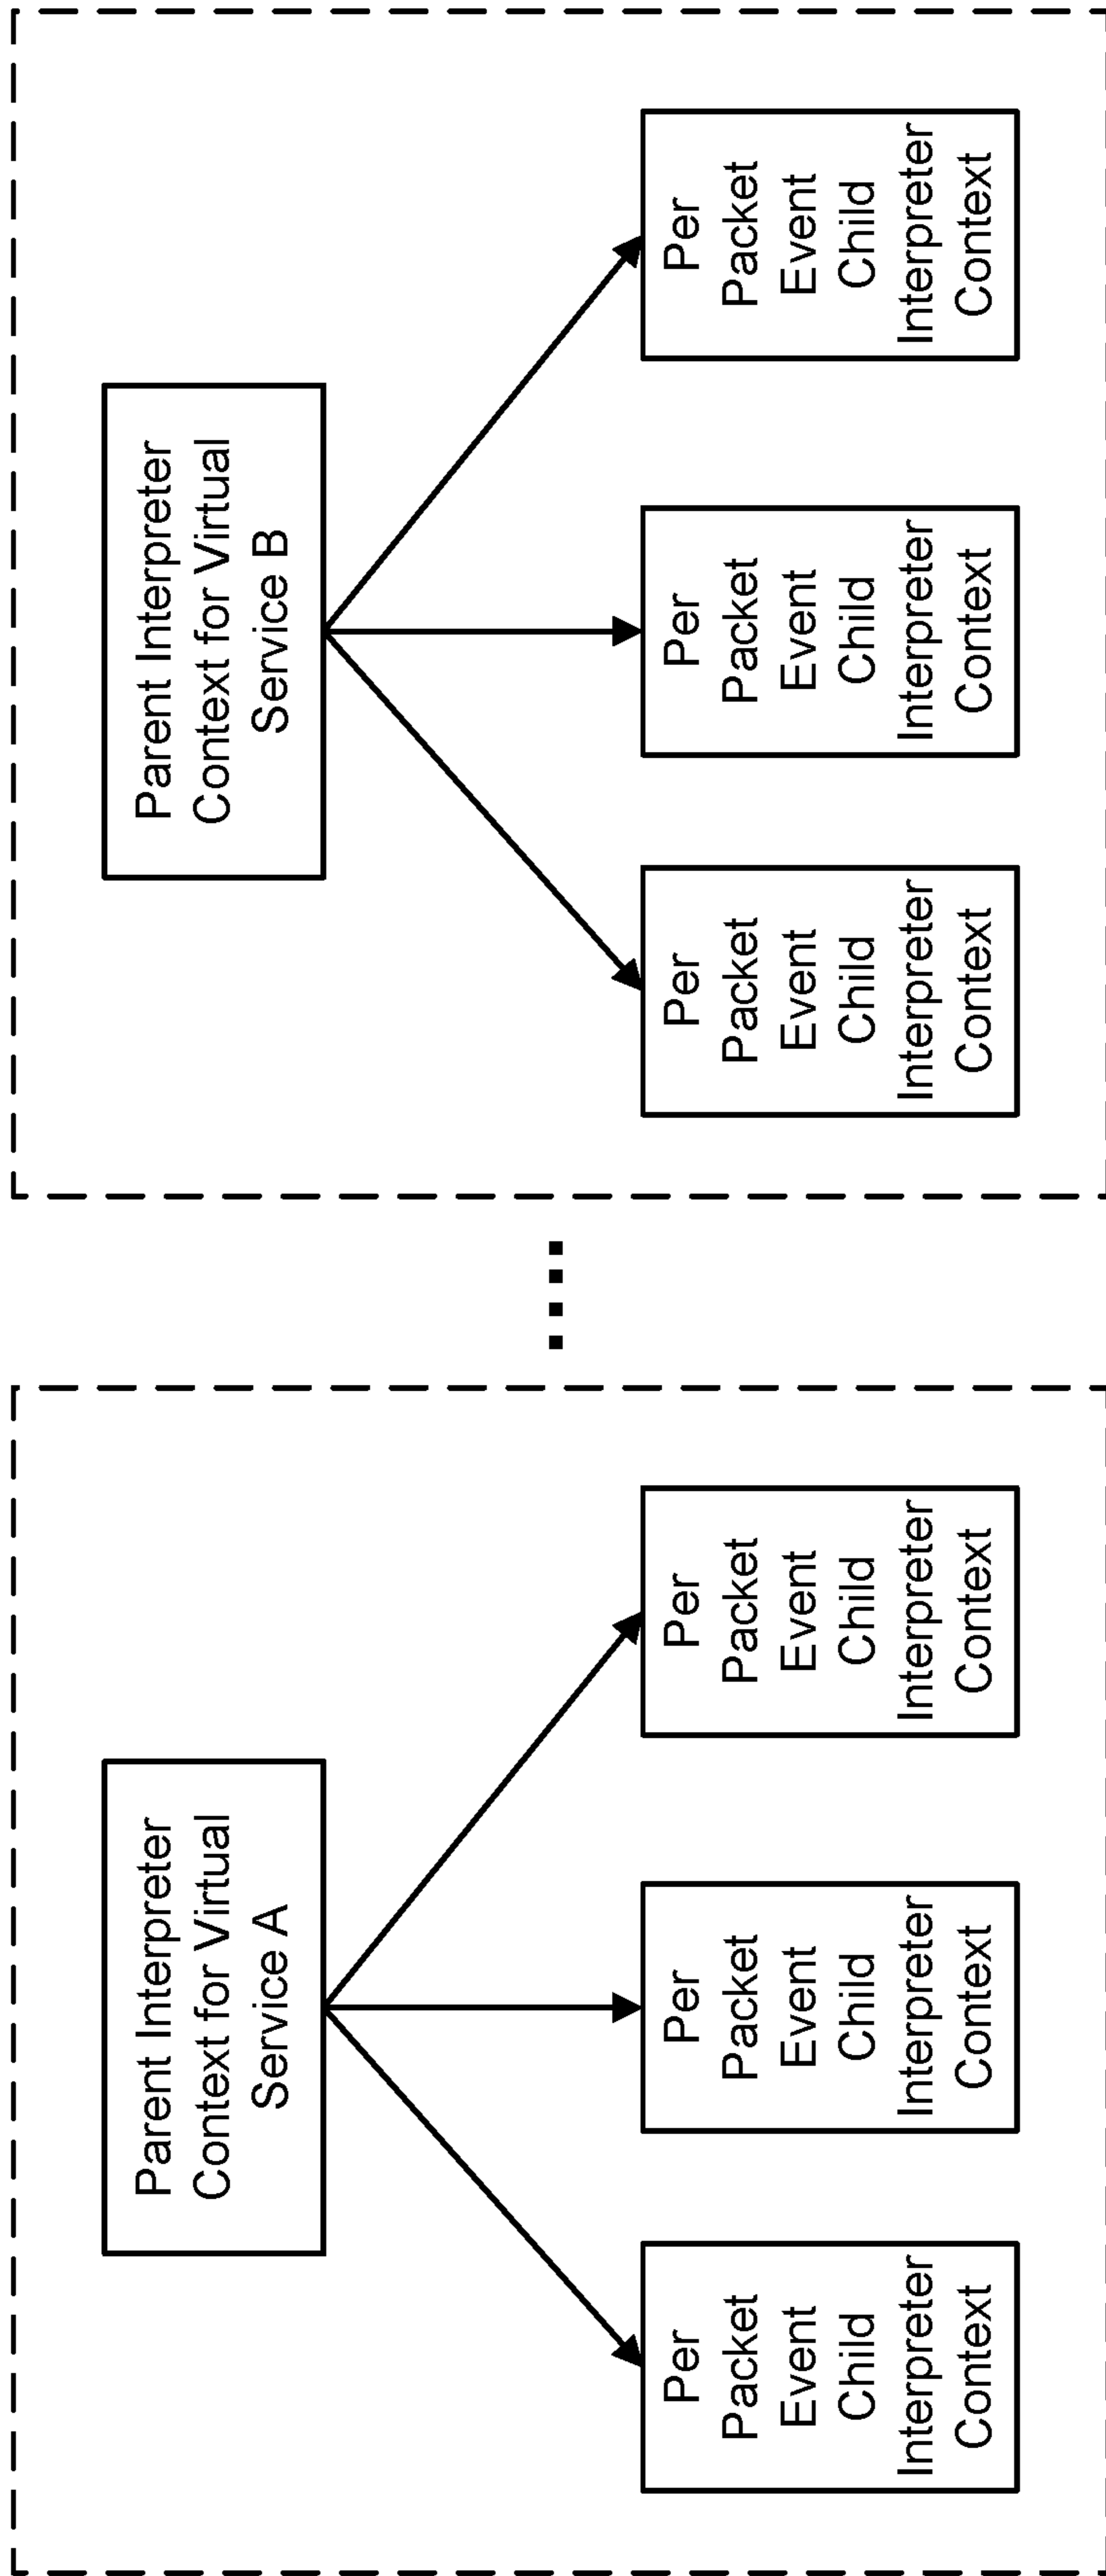 Parent Interpreter
Context for Virtual
Service A
Per
Packet
Event
Child
Interpreter
Context
Per
Packet
Event
Child
Interpreter
Context
Per
Packet
Event
Child
Interpreter
Context
Parent Interpreter
Context for Virtual
Service B
Per
Packet
Event
Child
Interpreter
Context
Per
Packet
Event
Child
Interpreter
Context
Per
Packet
Event
Child
Interpreter
Context